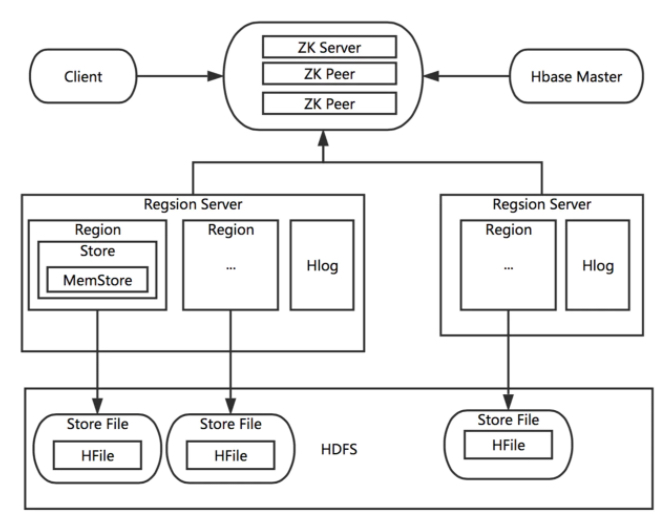 ZK Server
Client
ZK Peer
Hbase Master
ZK Peer
Regsion Server
Region
Store
MemStore
Region
...
Hlog
Regsion Server
Region
...
Hlog
Store File
HFile
Store File
HFile
HDFS
Store File
HFile